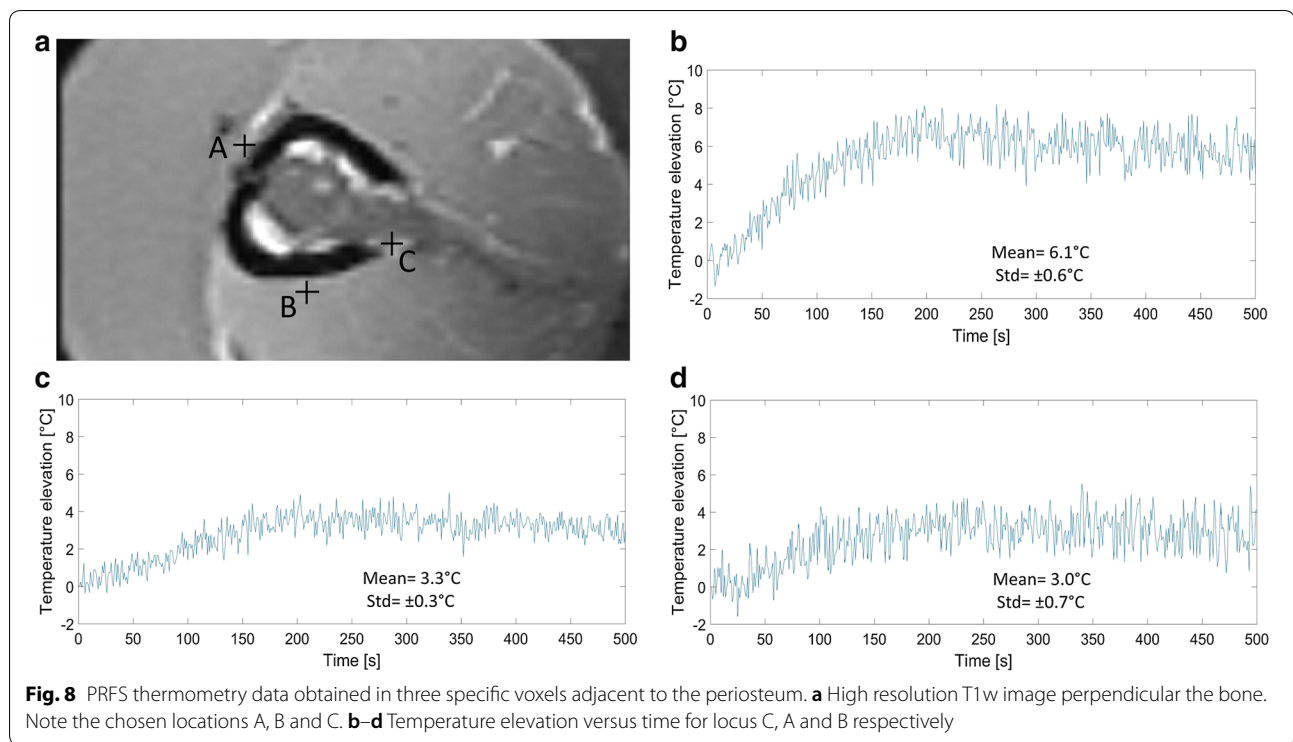 a
A
B
C
b
Temperature elevation [°C]
10
8
6
4
2
0
-2
Mean= 6.1°C
Std= ±0.6°C
0 50 100 150 200 250 300 350 400 450 500
Time [s]
c
Temperature elevation [°C]
10
8
6
4
2
0
-2
Mean= 3.3°C
Std= ±0.3°C
0 50 100 150 200 250 300 350 400 450 500
Time [s]
d
Temperature elevation [°C]
10
8
6
4
2
0
-2
Mean= 3.0°C
Std= ±0.7°C
0 50 100 150 200 250 300 350 400 450 500
Time [s]
Fig. 8 PRFS thermometry data obtained in three specific voxels adjacent to the periosteum. a High resolution T1w image perpendicular the bone.
Note the chosen locations A, B and C. b–d Temperature elevation versus time for locus C, A and B respectively